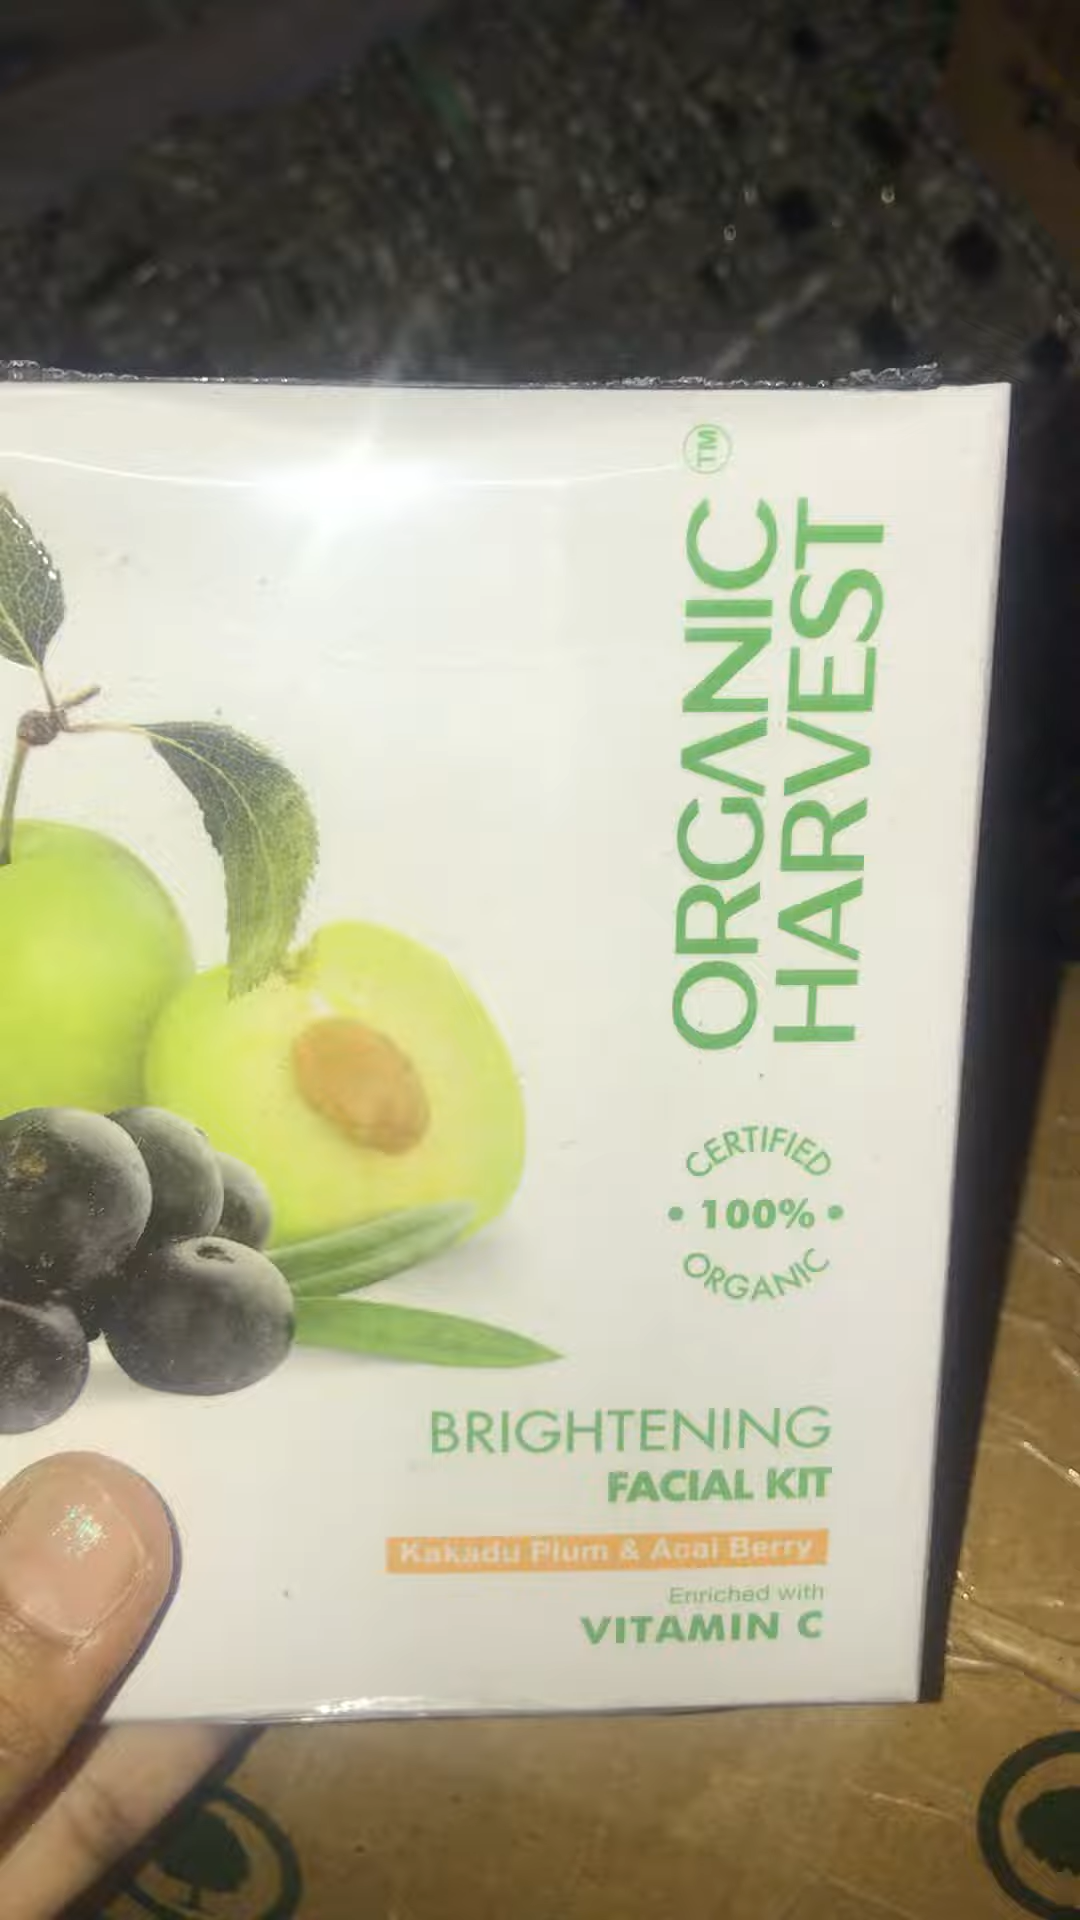 ORGANIC ™
HARVEST
CERTIFIED
• 100% •
ORGANIC
BRIGHTENING
FACIAL KIT
Kakadu Plum & Acai Berry
Enriched with
VITAMIN C